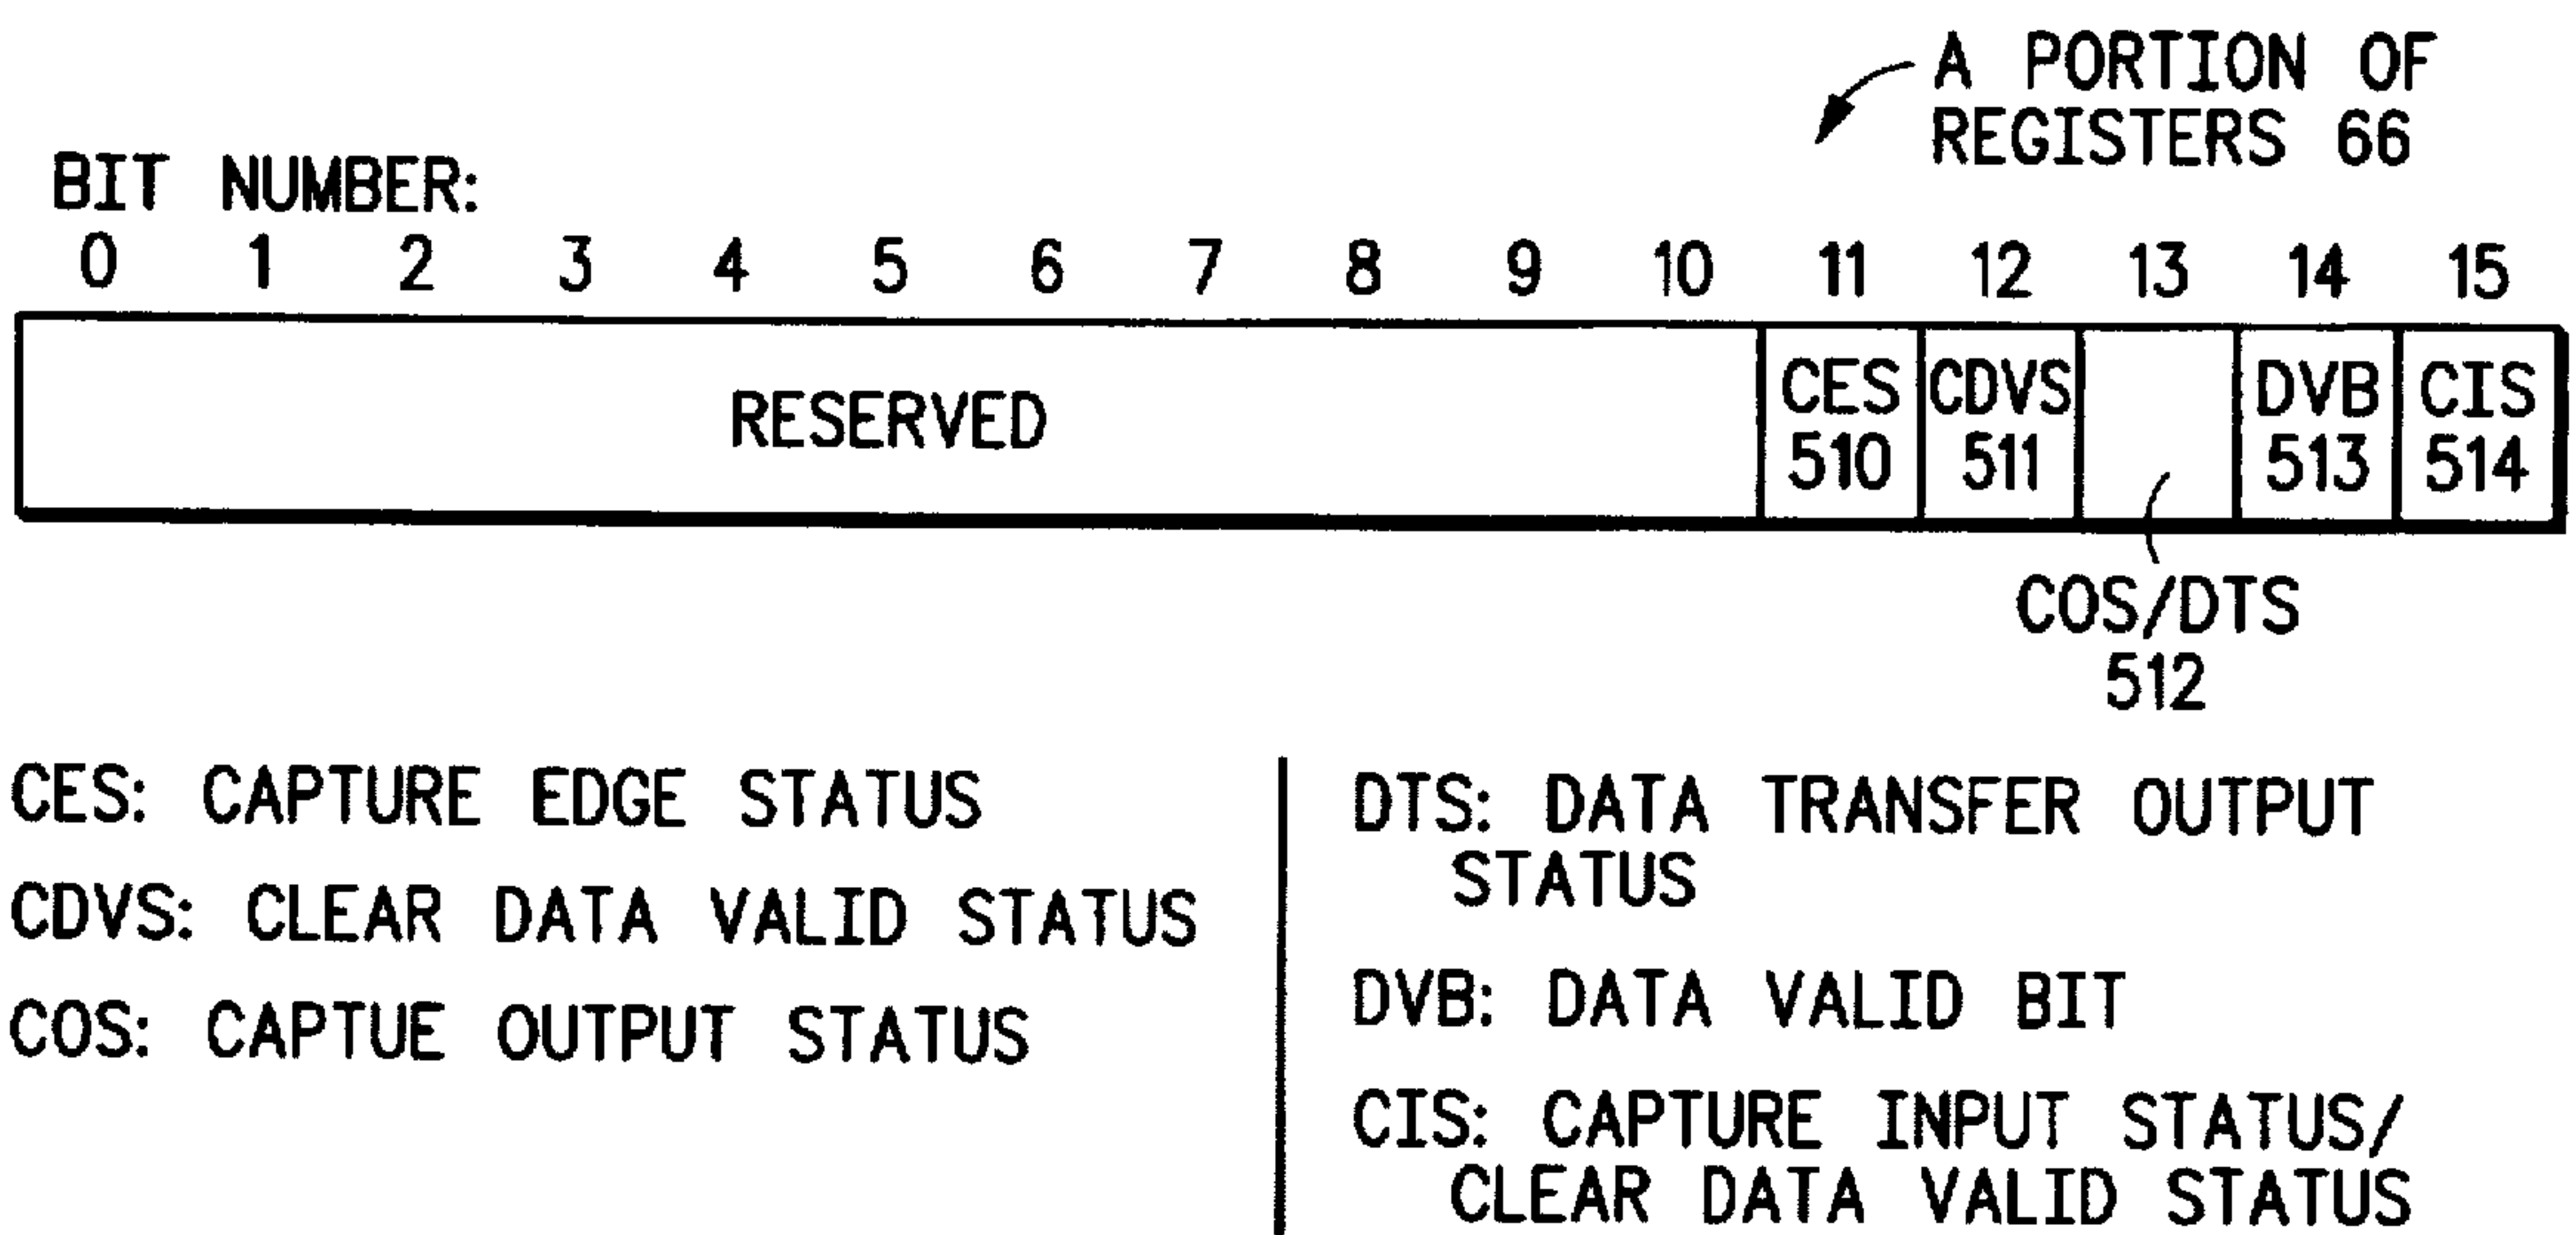 A PORTION OF
REGISTERS 66
BIT NUMBER:
0 1 2 3 4 5 6 7 8 9 10 11 12 13 14 15
RESERVED
CES CDVS DVB CIS
510 511 513 514
COS/DTS
512
CES: CAPTURE EDGE STATUS
CDVS: CLEAR DATA VALID STATUS
COS: CAPTUE OUTPUT STATUS
DTS: DATA TRANSFER OUTPUT
STATUS
DVB: DATA VALID BIT
CIS: CAPTURE INPUT STATUS/
CLEAR DATA VALID STATUS